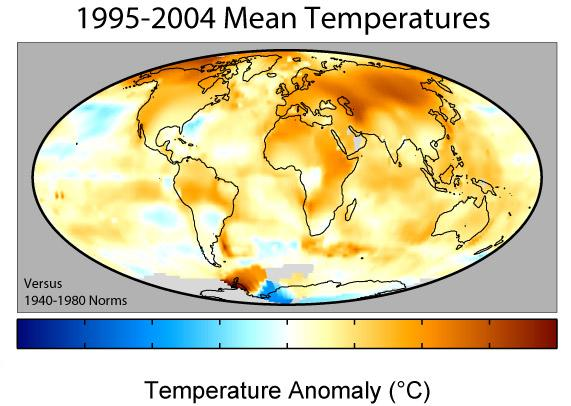 1995-2004 Mean Temperatures
Versus
1940-1980 Norms
Temperature Anomaly (°C)